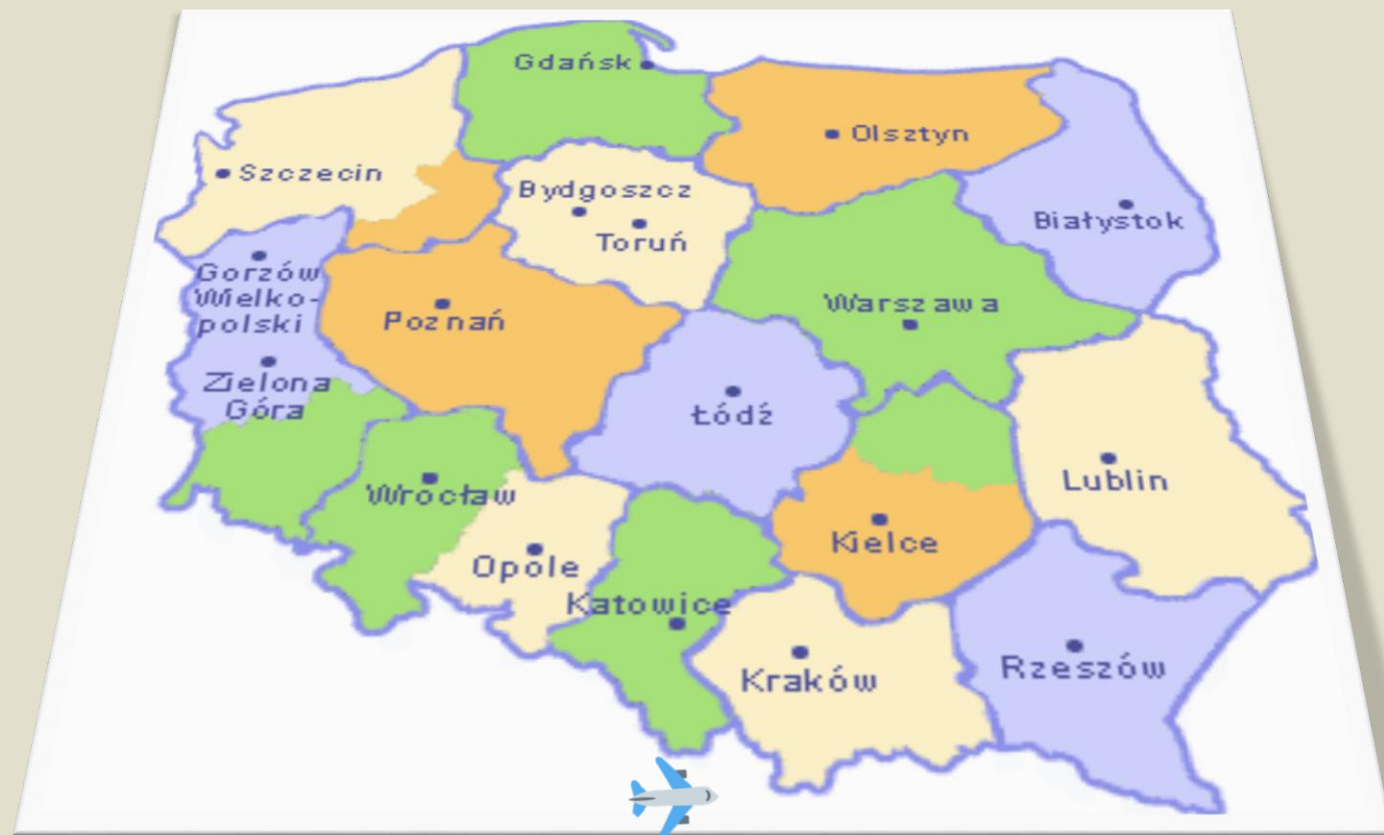 Gdańsk
Olsztyn
Szczecin
Bydgoszcz
Toruń
Białystok
Gorzów
Wielko-
polski
Poznań
Warszawa
Zielona
Góra
Łódź
Wrocław
Lublin
Opole
Kielce
Katowice
Kraków
Rzeszów